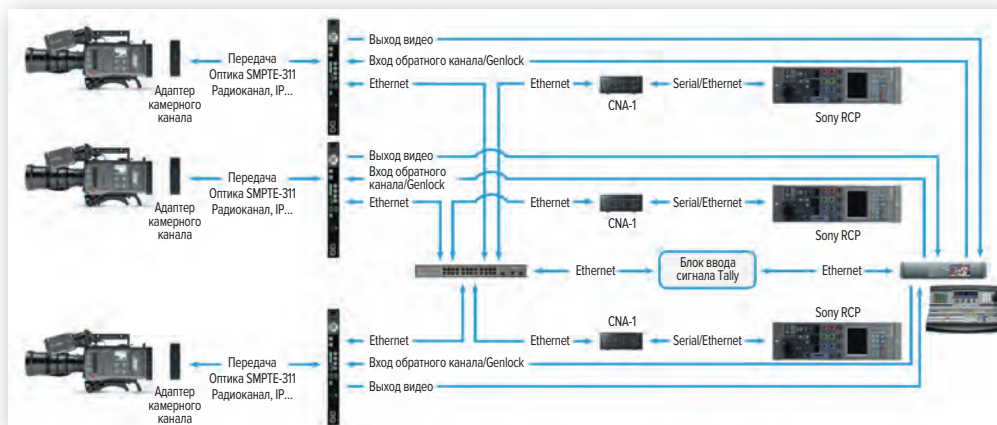 Выход видео
Вход обратного канала/Genlock
Ethernet
Передача
Оптика SMPTE-311
Радиоканал, IP...
Адаптер
камерного
канала
Ethernet
CNA-1
Serial/Ethernet
Sony RCP
Выход видео
Вход обратного
канала/Genlock
Ethernet
Передача
Оптика SMPTE-311
Радиоканал, IP...
Адаптер
камерного
канала
Ethernet
CNA-1
Serial/Ethernet
Sony RCP
Ethernet
Блок ввода
сигнала Tally
Ethernet
Sony RCP
CNA-1
Ethernet
Ethernet
Serial/Ethernet
Передача
Оптика SMPTE-311
Радиоканал, IP...
Вход обратного канала/Genlock
Адаптер
камерного
канала
Выход видео